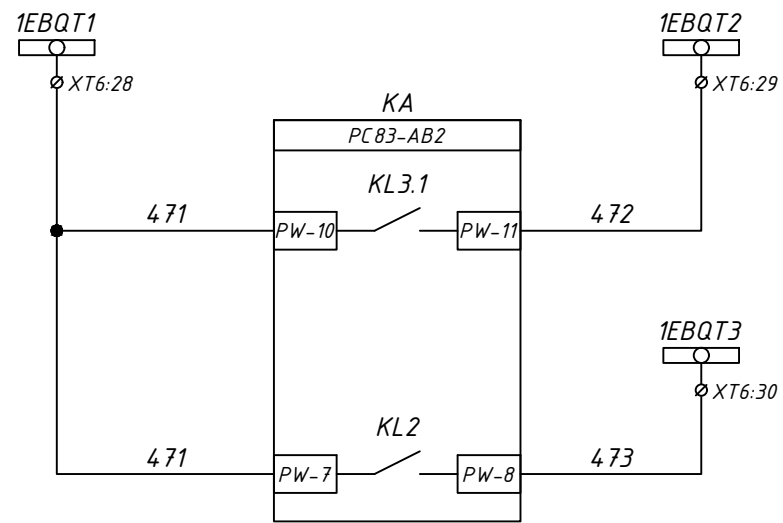 1EBQT1
1EBQT2
XT6:28
XT6:29
KA
PC83-AB2
KL3.1
471
PW-10
PW-11
472
1EBQT3
XT6:30
KL2
471
PW-7
PW-8
473